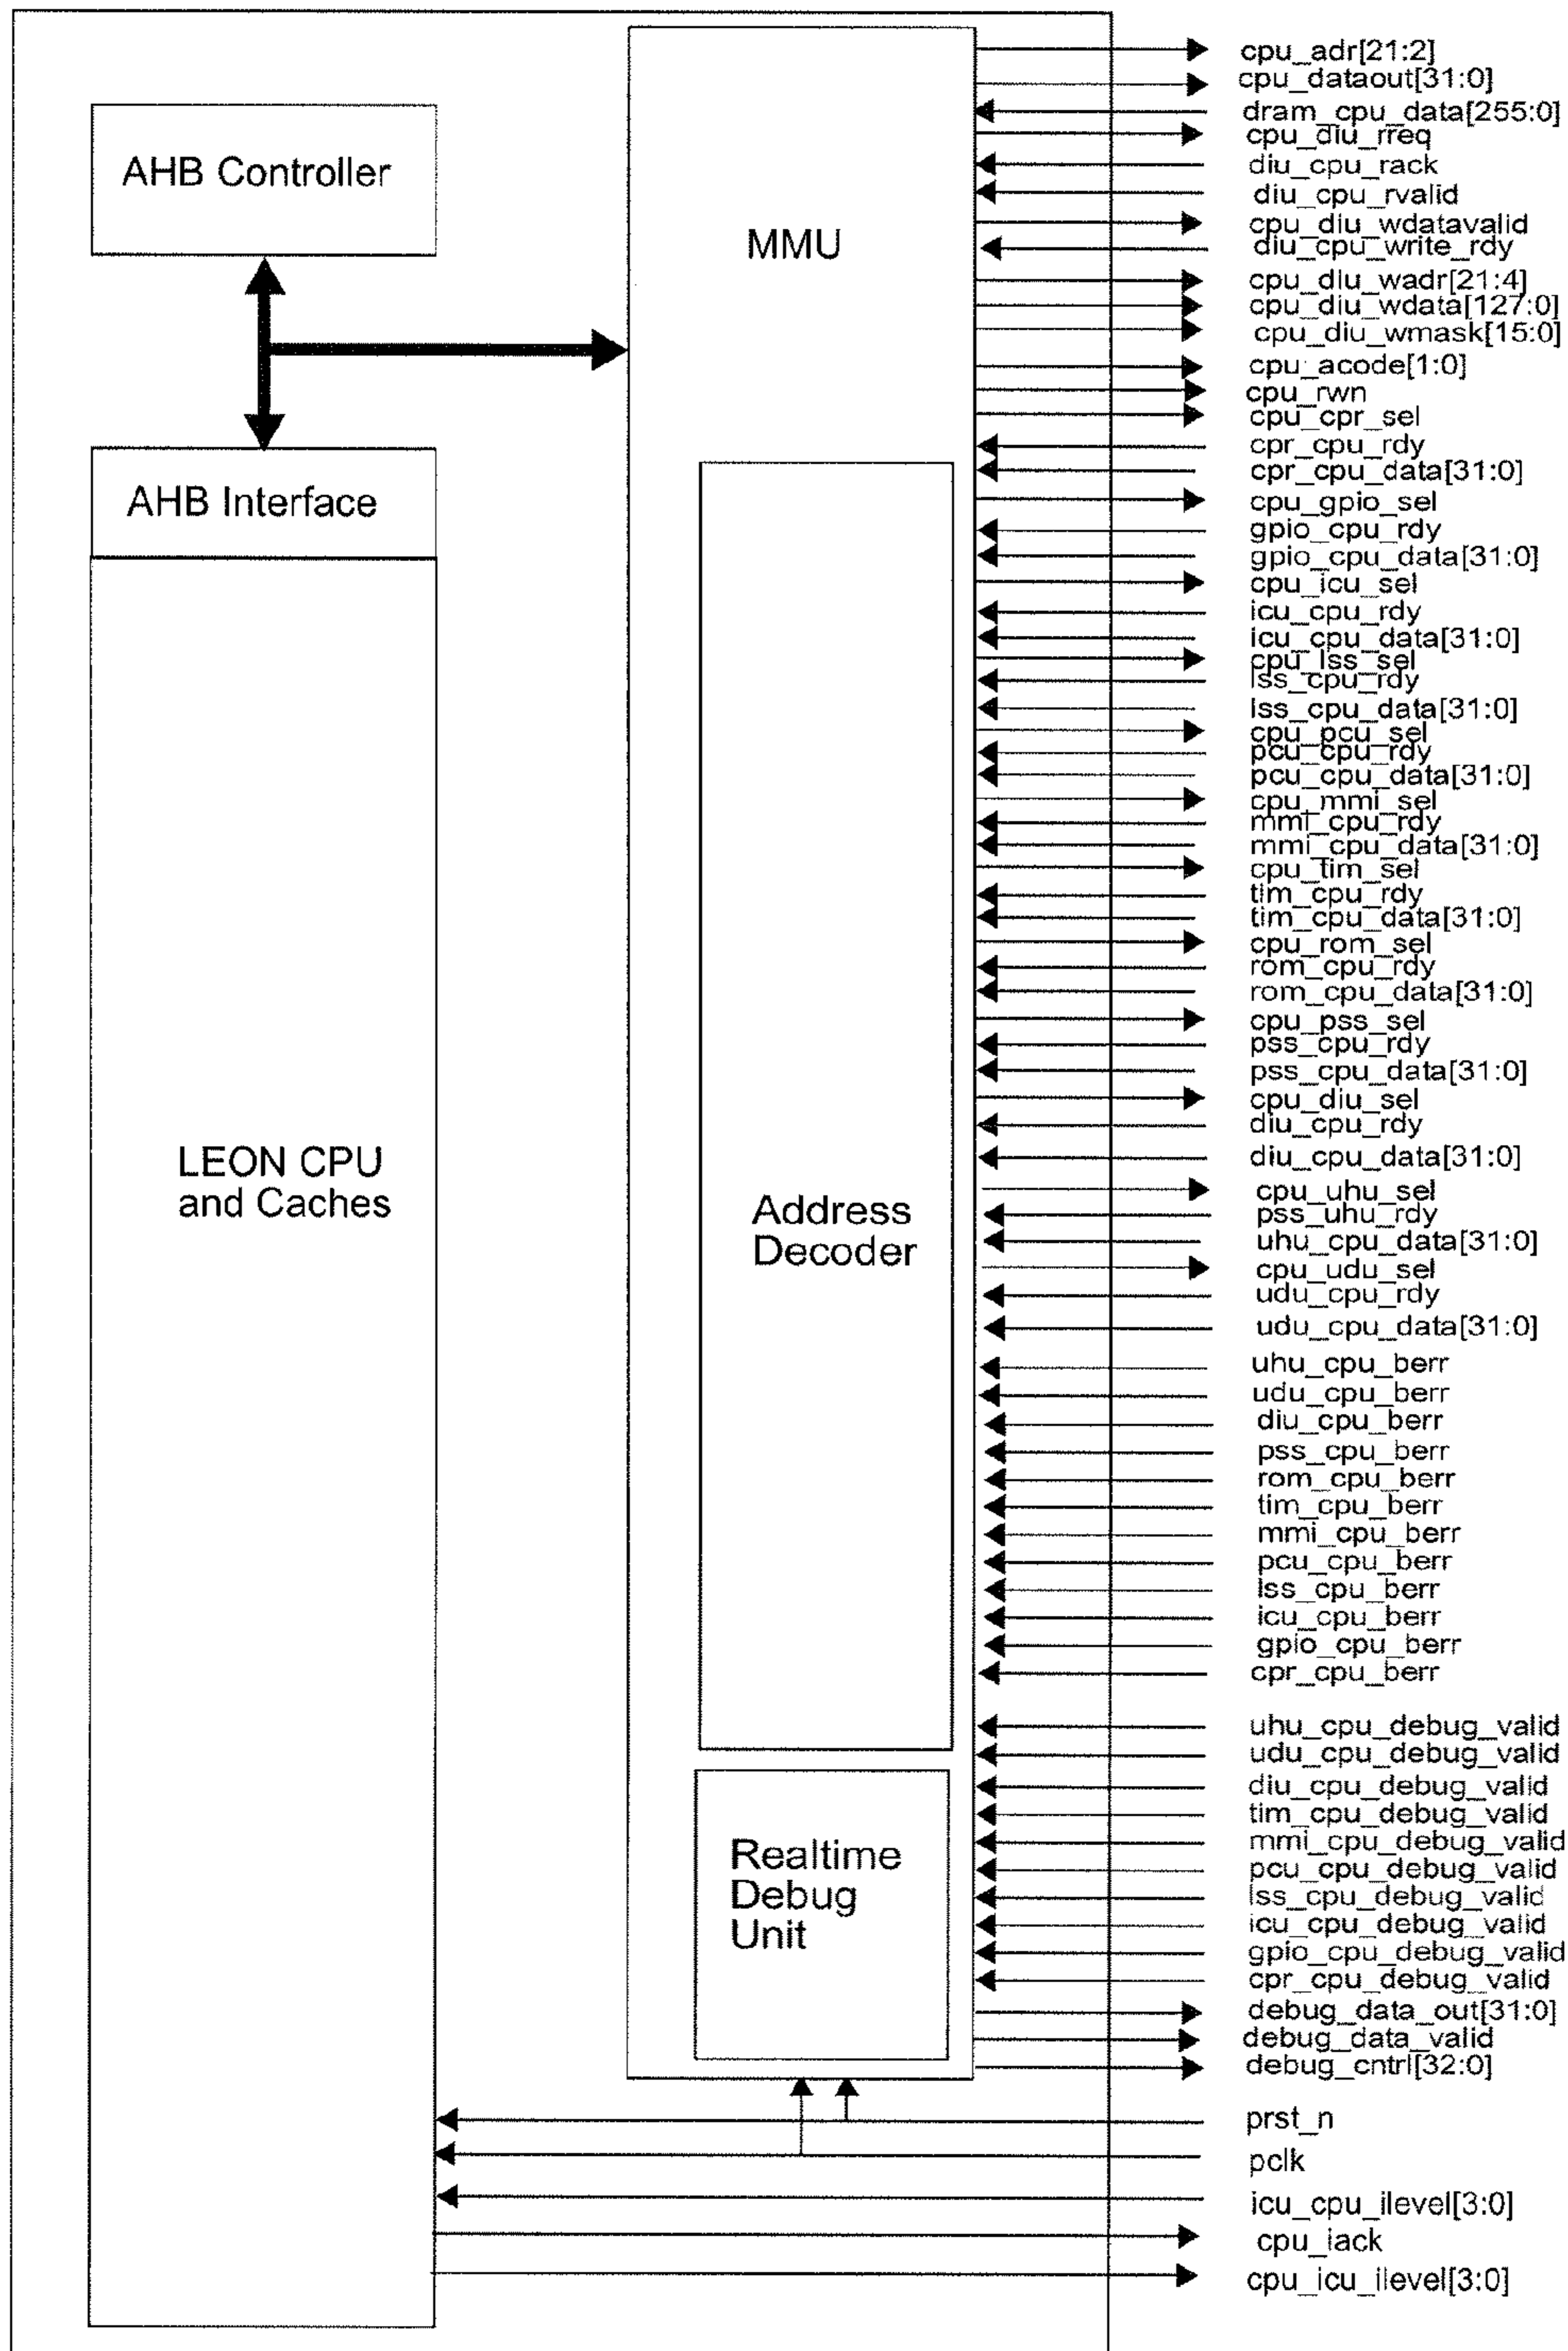 AHB Controller
MMU
AHB Interface
LEON CPU
and Caches
Address
Decoder
Realtime
Debug
Unit
cpu_adr[21:2]
cpu_dataout[31:0]
dram_cpu_data[255:0]
cpu_diu_rreq
diu_cpu_rack
diu_cpu_rvalid
cpu_diu_wdatavalid
diu_cpu_write_rdy
cpu_diu_wadr[21:4]
cpu_diu_wdata[127:0]
cpu_diu_wmask[15:0]
cpu_acode[1:0]
cpu_rwn
cpu_cpr_sel
cpr_cpu_rdy
cpr_cpu_data[31:0]
cpu_gpio_sel
gpio_cpu_rdy
gpio_cpu_data[31:0]
cpu_icu_sel
icu_cpu_rdy
icu_cpu_data[31:0]
cpu_lss_sel
lss_cpu_rdy
lss_cpu_data[31:0]
cpu_pcu_sel
pcu_cpu_rdy
pcu_cpu_data[31:0]
cpu_mmi_sel
mmi_cpu_rdy
mmi_cpu_data[31:0]
cpu_tim_sel
tim_cpu_rdy
tim_cpu_data[31:0]
cpu_rom_sel
rom_cpu_rdy
rom_cpu_data[31:0]
cpu_pss_sel
pss_cpu_rdy
pss_cpu_data[31:0]
cpu_diu_sel
diu_cpu_rdy
diu_cpu_data[31:0]
cpu_uhu_sel
pss_uhu_rdy
uhu_cpu_data[31:0]
cpu_udu_sel
udu_cpu_rdy
udu_cpu_data[31:0]
uhu_cpu_berr
udu_cpu_berr
diu_cpu_berr
pss_cpu_berr
rom_cpu_berr
tim_cpu_berr
mmi_cpu_berr
pcu_cpu_berr
lss_cpu_berr
icu_cpu_berr
gpio_cpu_berr
cpr_cpu_berr
uhu_cpu_debug_valid
udu_cpu_debug_valid
diu_cpu_debug_valid
tim_cpu_debug_valid
mmi_cpu_debug_valid
pcu_cpu_debug_valid
lss_cpu_debug_valid
icu_cpu_debug_valid
gpio_cpu_debug_valid
cpr_cpu_debug_valid
debug_data_out[31:0]
debug_data_valid
debug_cntrl[32:0]
prst_n
pclk
icu_cpu_ilevel[3:0]
cpu_iack
cpu_icu_ilevel[3:0]